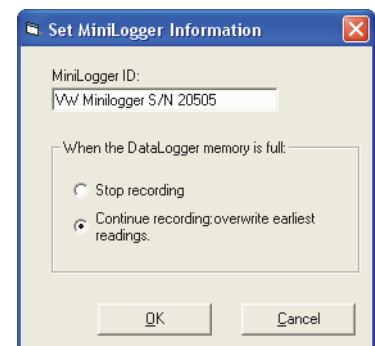 Set MiniLogger Information
MiniLogger ID:
VW Minilogger S/N 20505
When the DataLogger memory is full:
Stop recording
Continue recording:overwrite earliest
readings.
OK
Cancel